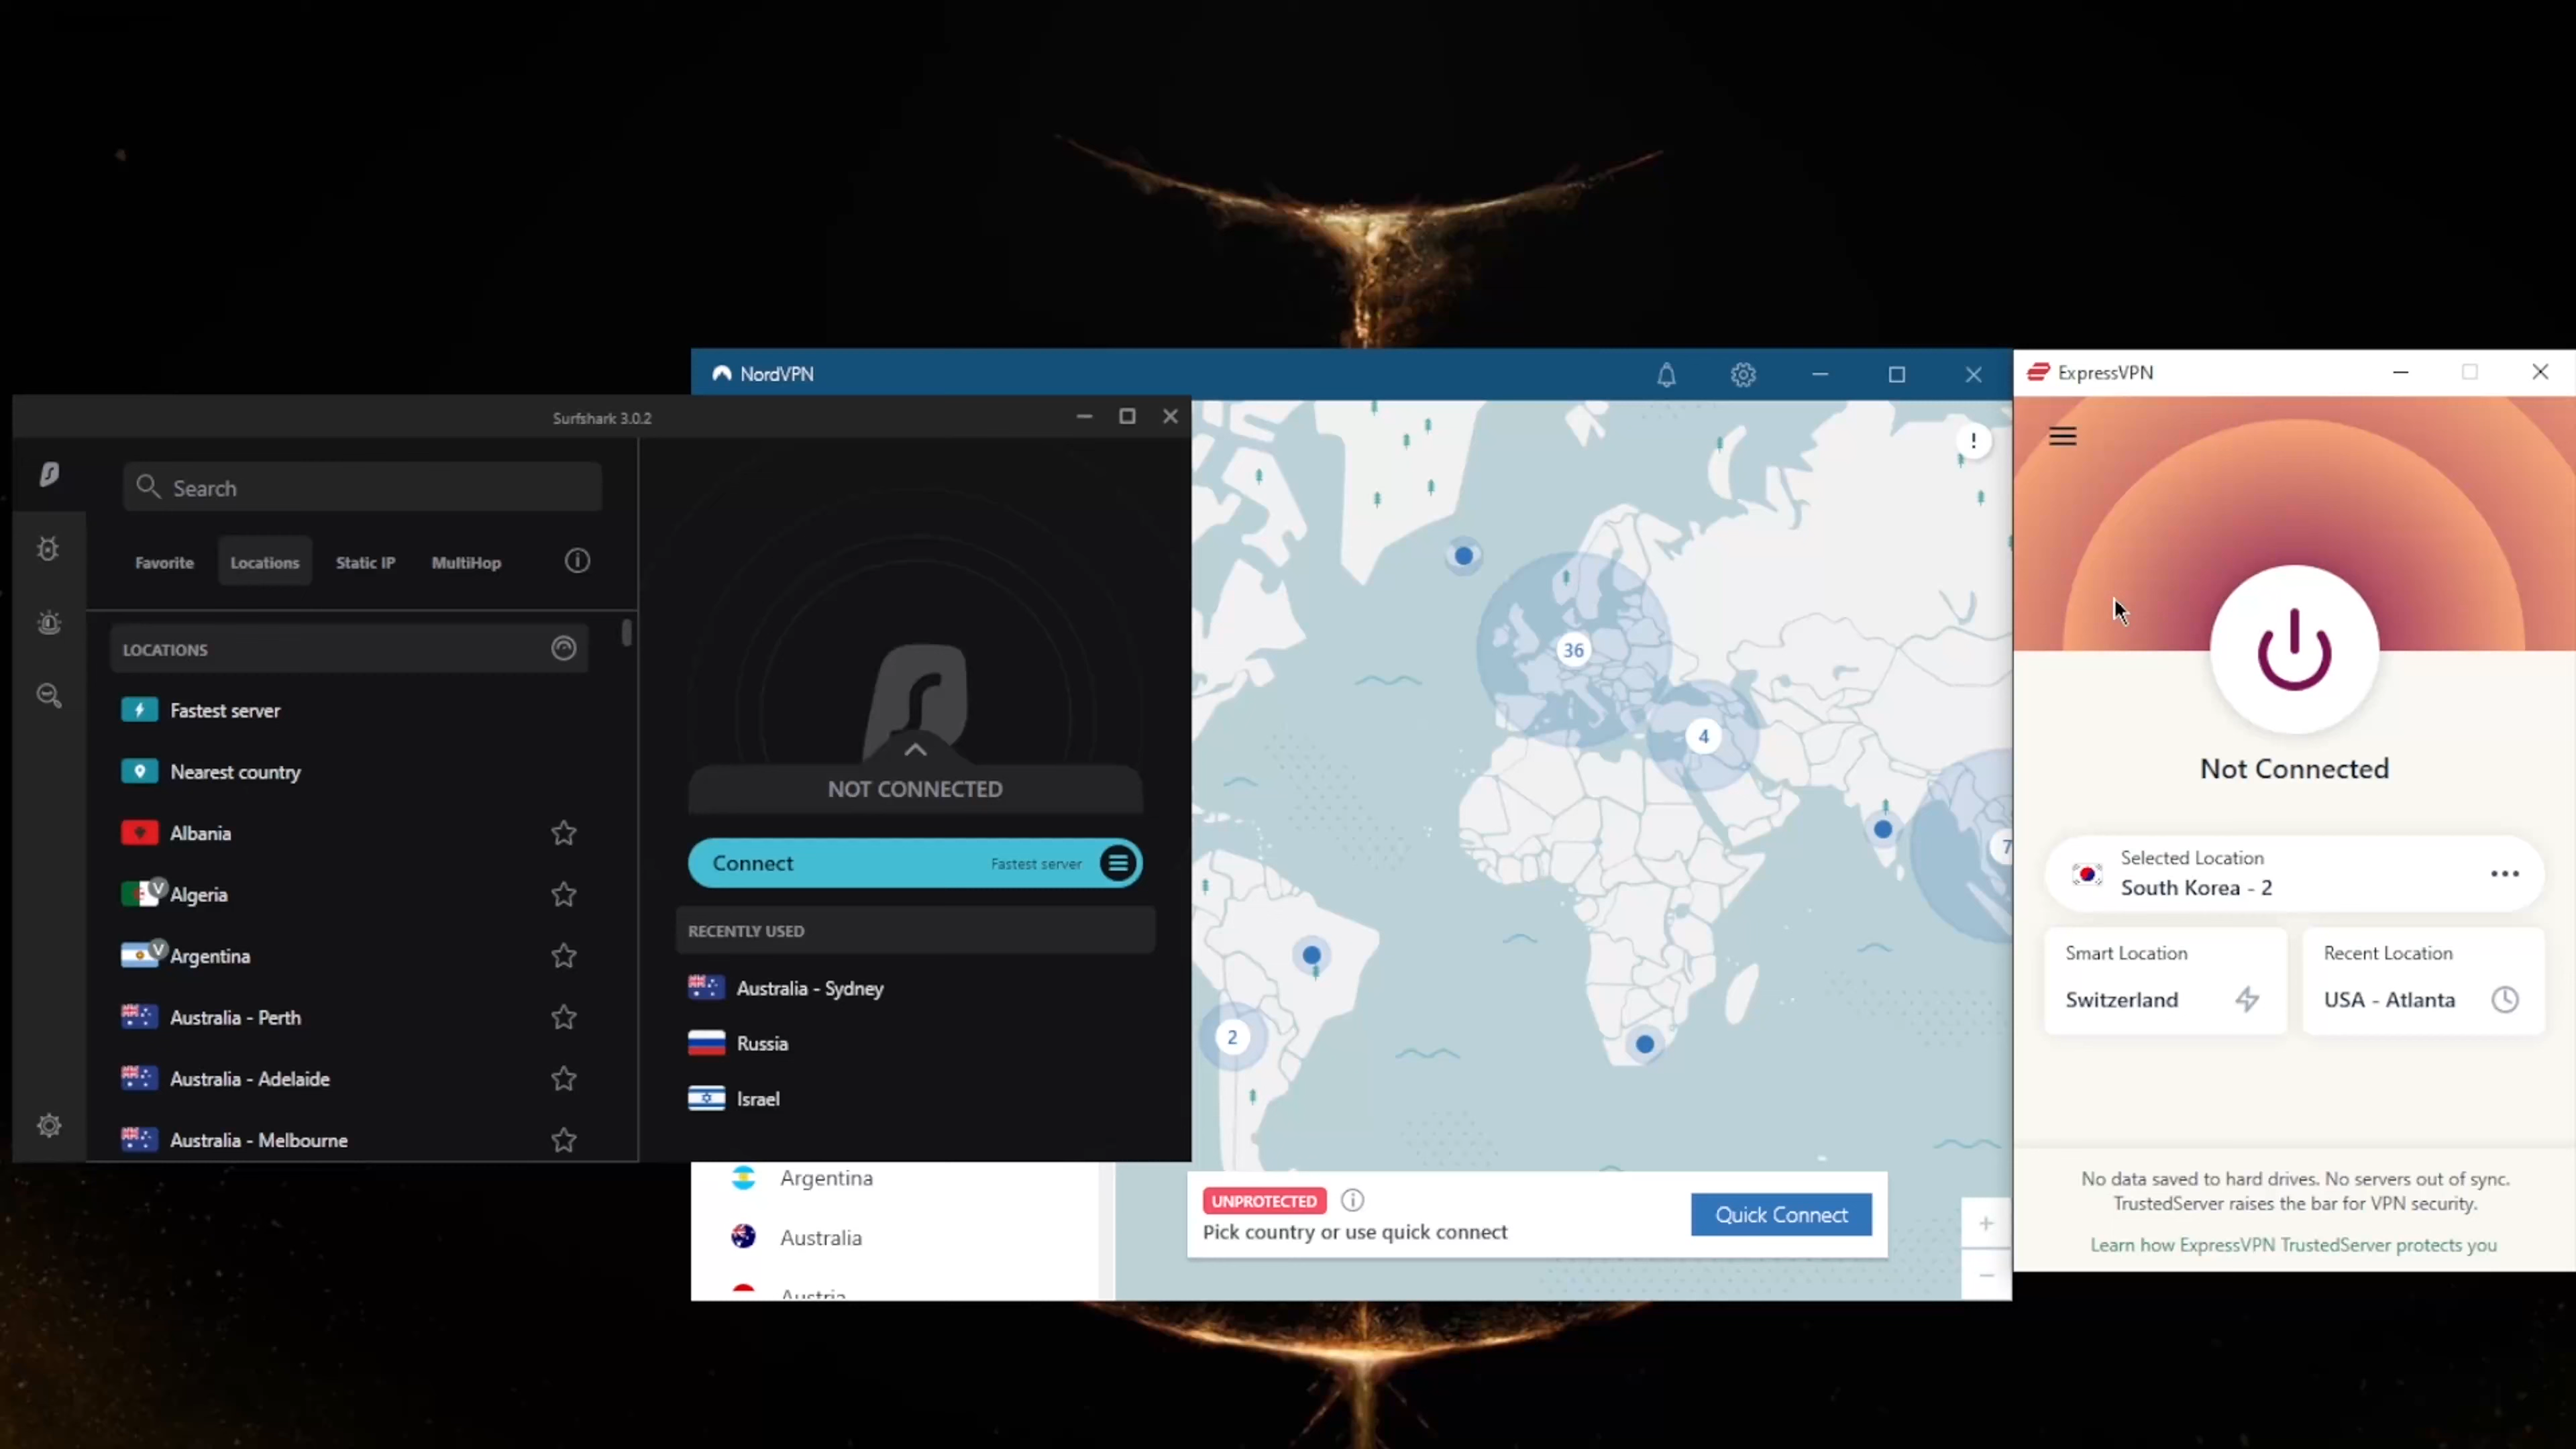 Surfshark 3.0.2
Search
Favorite
Locations
Static IP
MultiHop
LOCATIONS
Fastest server
Nearest country
V
Albania
Algeria
V
Argentina
Australia - Perth
Australia - Adelaide
Australia - Melbourne
NOT CONNECTED
Connect
Fastest server
RECENTLY USED
Australia - Sydney
Russia
Israel
NordVPN
!
36
4
7
2
Argentina
Australia
Austria
UNPROTECTED
Pick country or use quick connect
Quick Connect
ExpressVPN
Not Connected
Selected Location
South Korea - 2
Smart Location
Switzerland
Recent Location
USA - Atlanta
No data saved to hard drives. No servers out of sync.
TrustedServer raises the bar for VPN security.
Learn how ExpressVPN TrustedServer protects you